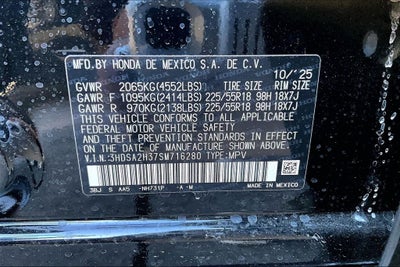 MFD.BY HONDA DE MEXICO S.A. DE C.V.
10/'25
GVWR 2065KG(4552LBS) TIRE SIZE RIM SIZE
GAWR F 1095KG(2414LBS) 225/55R18 98H 18X7J
GAWR R 970KG(2138LBS) 225/55R18 98H 18X7J
THIS VEHICLE CONFORMS TO ALL APPLICABLE
FEDERAL MOTOR VEHICLE SAFETY AND
THEFT PREVENTION STANDARDS IN EFFECT
ON THE DATE OF MANUFACTURE SHOWN ABOVE.
V.I.N.:3HDSA2H37SM716280 TYPE:MPV
3BJ S AA5 -NH731P -A-M MADE IN MEXICO